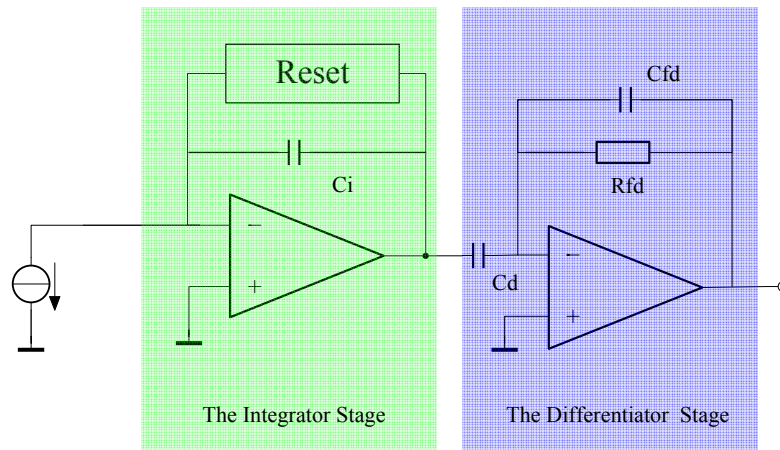 Reset
Cfd
Ci
Rfd
−
−
Cd
+
+
The Integrator Stage
The Differentiator Stage